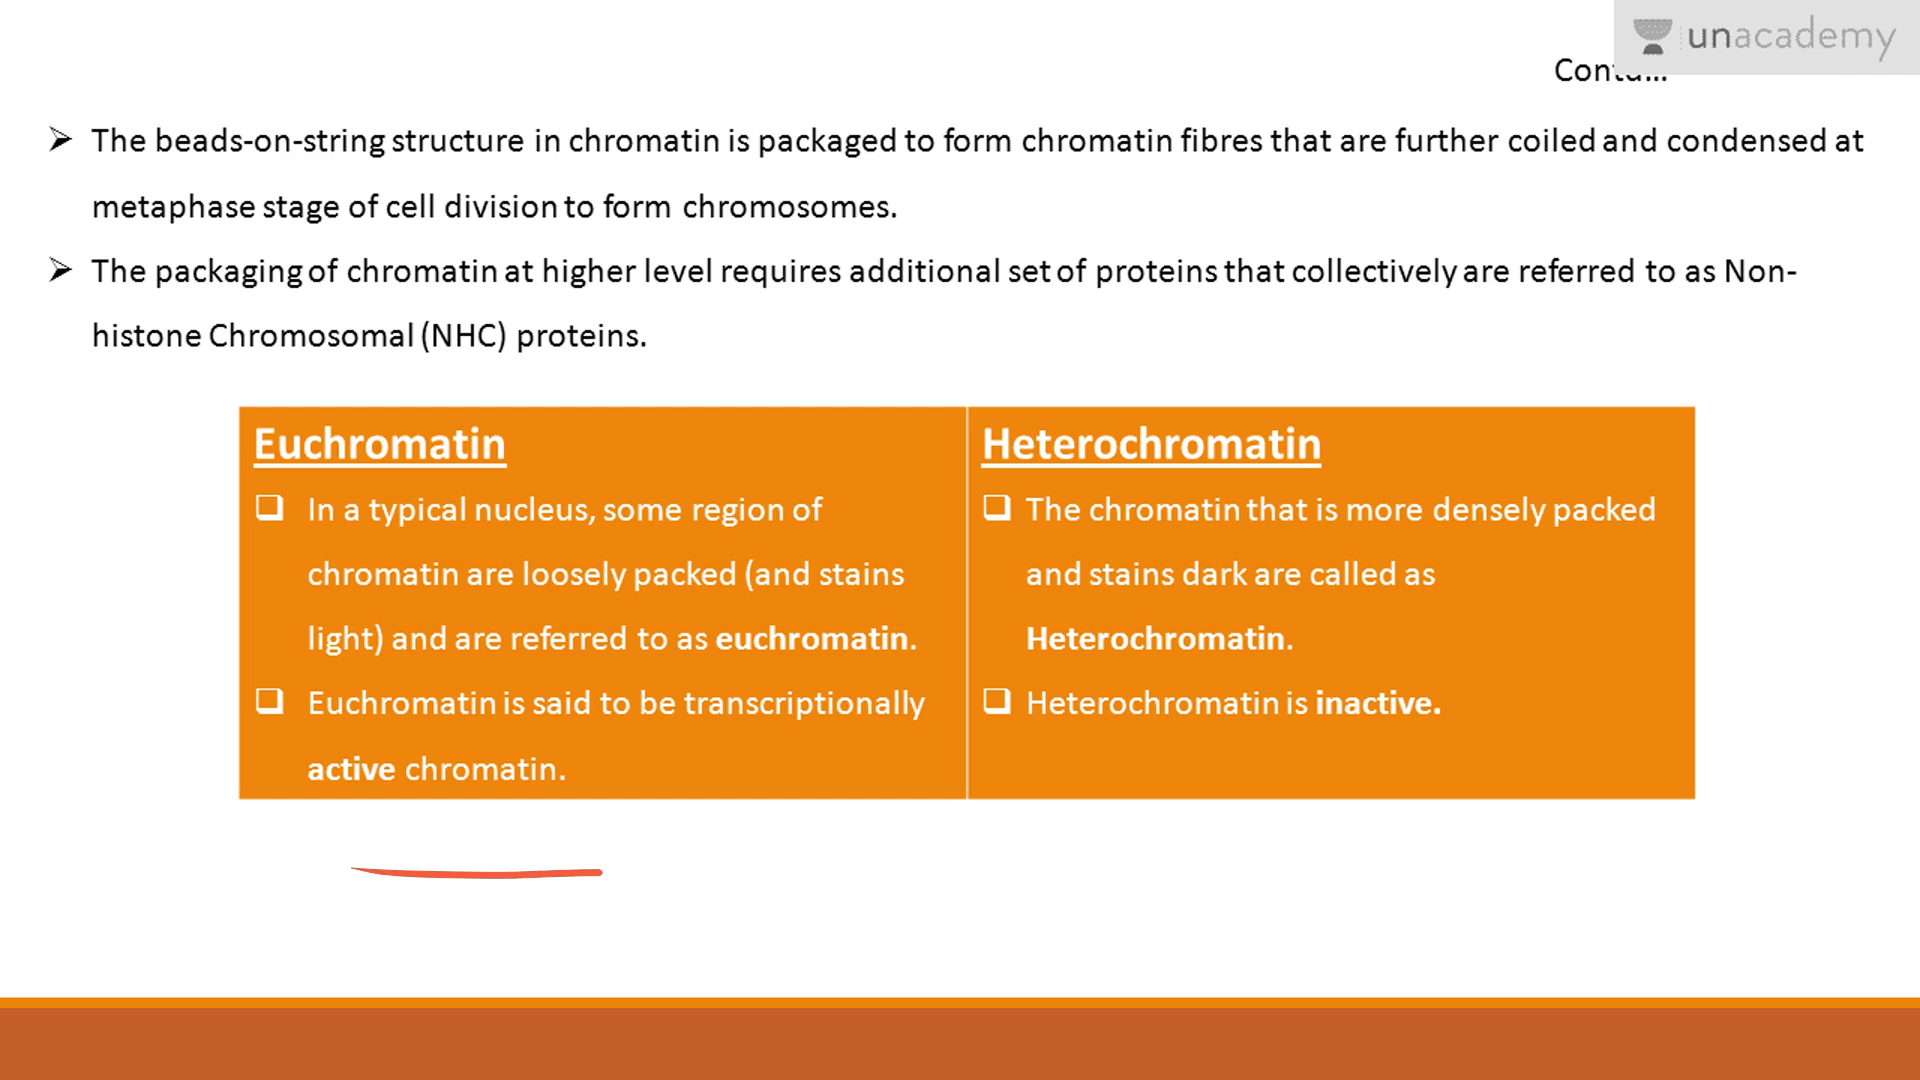 unacademy
Contd...
The beads-on-string structure in chromatin is packaged to form chromatin fibres that are further coiled and condensed at
metaphase stage of cell division to form chromosomes.
The packaging of chromatin at higher level requires additional set of proteins that collectively are referred to as Non-
histone Chromosomal (NHC) proteins.
Euchromatin
In a typical nucleus, some region of
chromatin are loosely packed (and stains
light) and are referred to as euchromatin.
Euchromatin is said to be transcriptionally
active chromatin.
Heterochromatin
The chromatin that is more densely packed
and stains dark are called as
Heterochromatin.
Heterochromatin is inactive.